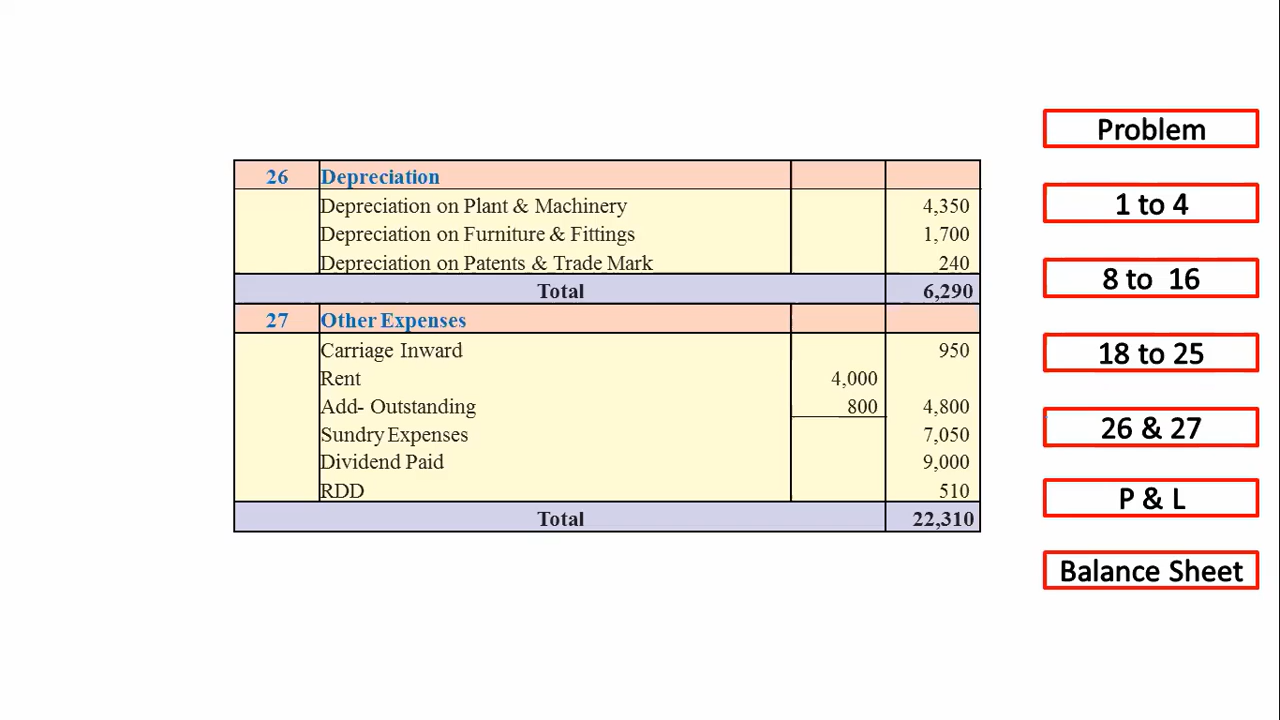 26 Depreciation
Depreciation on Plant & Machinery 4,350
Depreciation on Furniture & Fittings 1,700
Depreciation on Patents & Trade Mark 240
Total 6,290
27 Other Expenses
Carriage Inward 950
Rent 4,000
Add- Outstanding 800 4,800
Sundry Expenses 7,050
Dividend Paid 9,000
RDD 510
Total 22,310
Problem
1 to 4
8 to 16
18 to 25
26 & 27
P & L
Balance Sheet